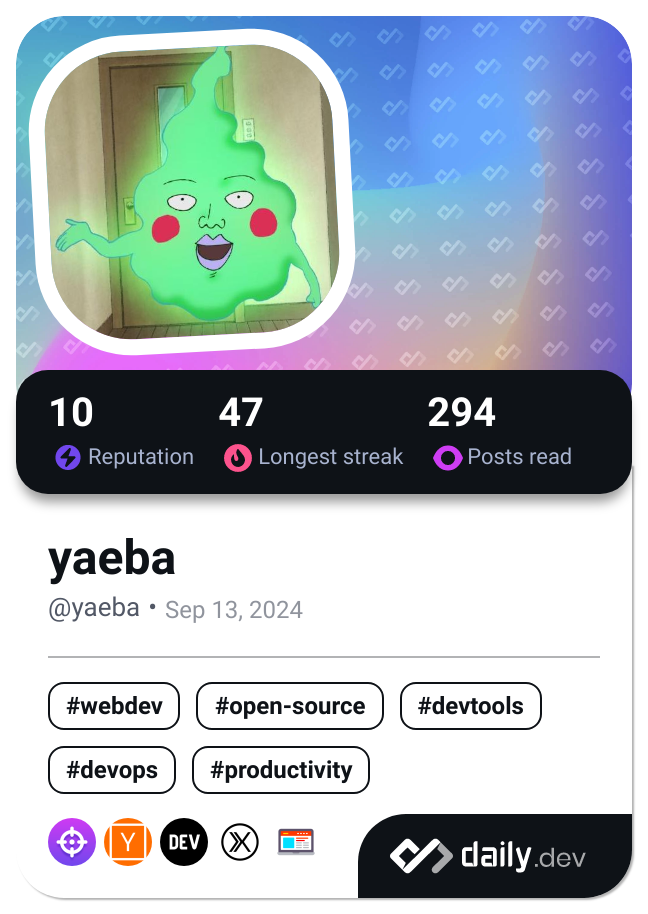 10 47 294
Reputation Longest streak Posts read
yaeba
@yaeba • Sep 13, 2024
#webdev #open-source #devtools
#devops #productivity
Y DEV
daily.dev